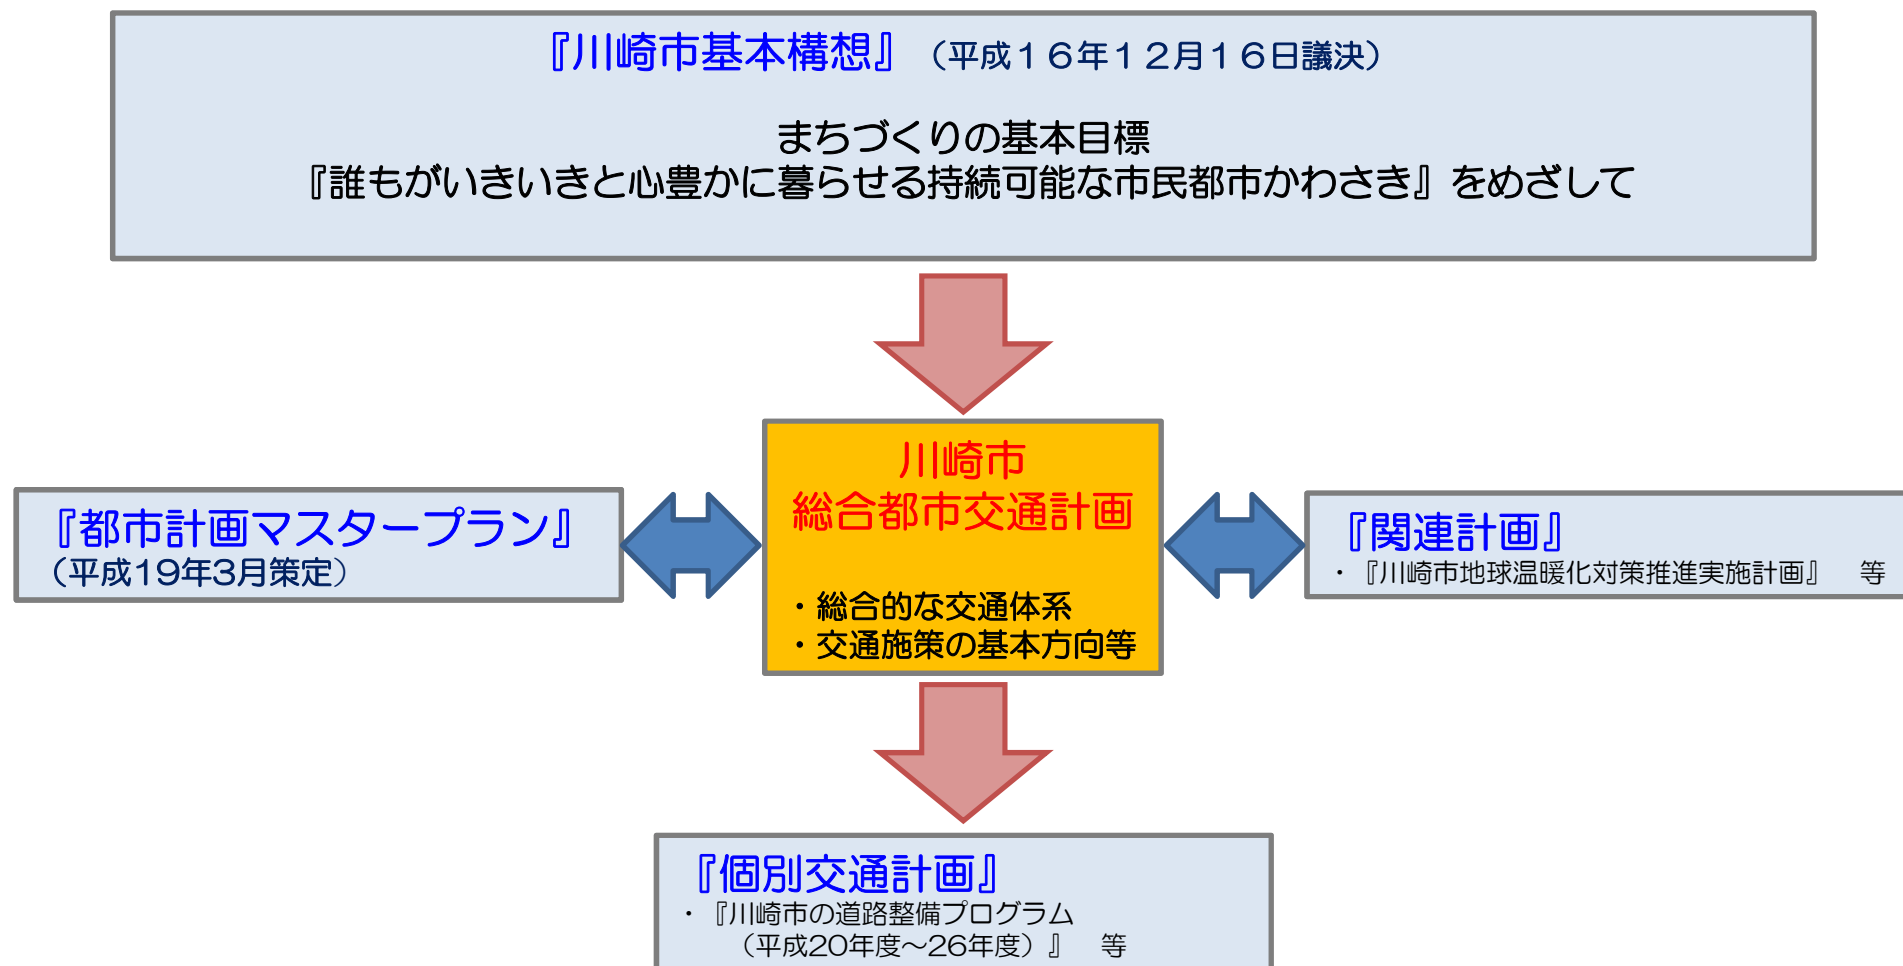 『川崎市基本構想』（平成１６年１２月１６日議決）
まちづくりの基本目標
『誰もがいきいきと心豊かに暮らせる持続可能な市民都市かわさき』をめざして
川崎市
総合都市交通計画
・総合的な交通体系
・交通施策の基本方向等
『都市計画マスタープラン』
（平成19年3月策定）
『関連計画』
・『川崎市地球温暖化対策推進実施計画』　等
『個別交通計画』
・『川崎市の道路整備プログラム
（平成20年度～26年度）』　等